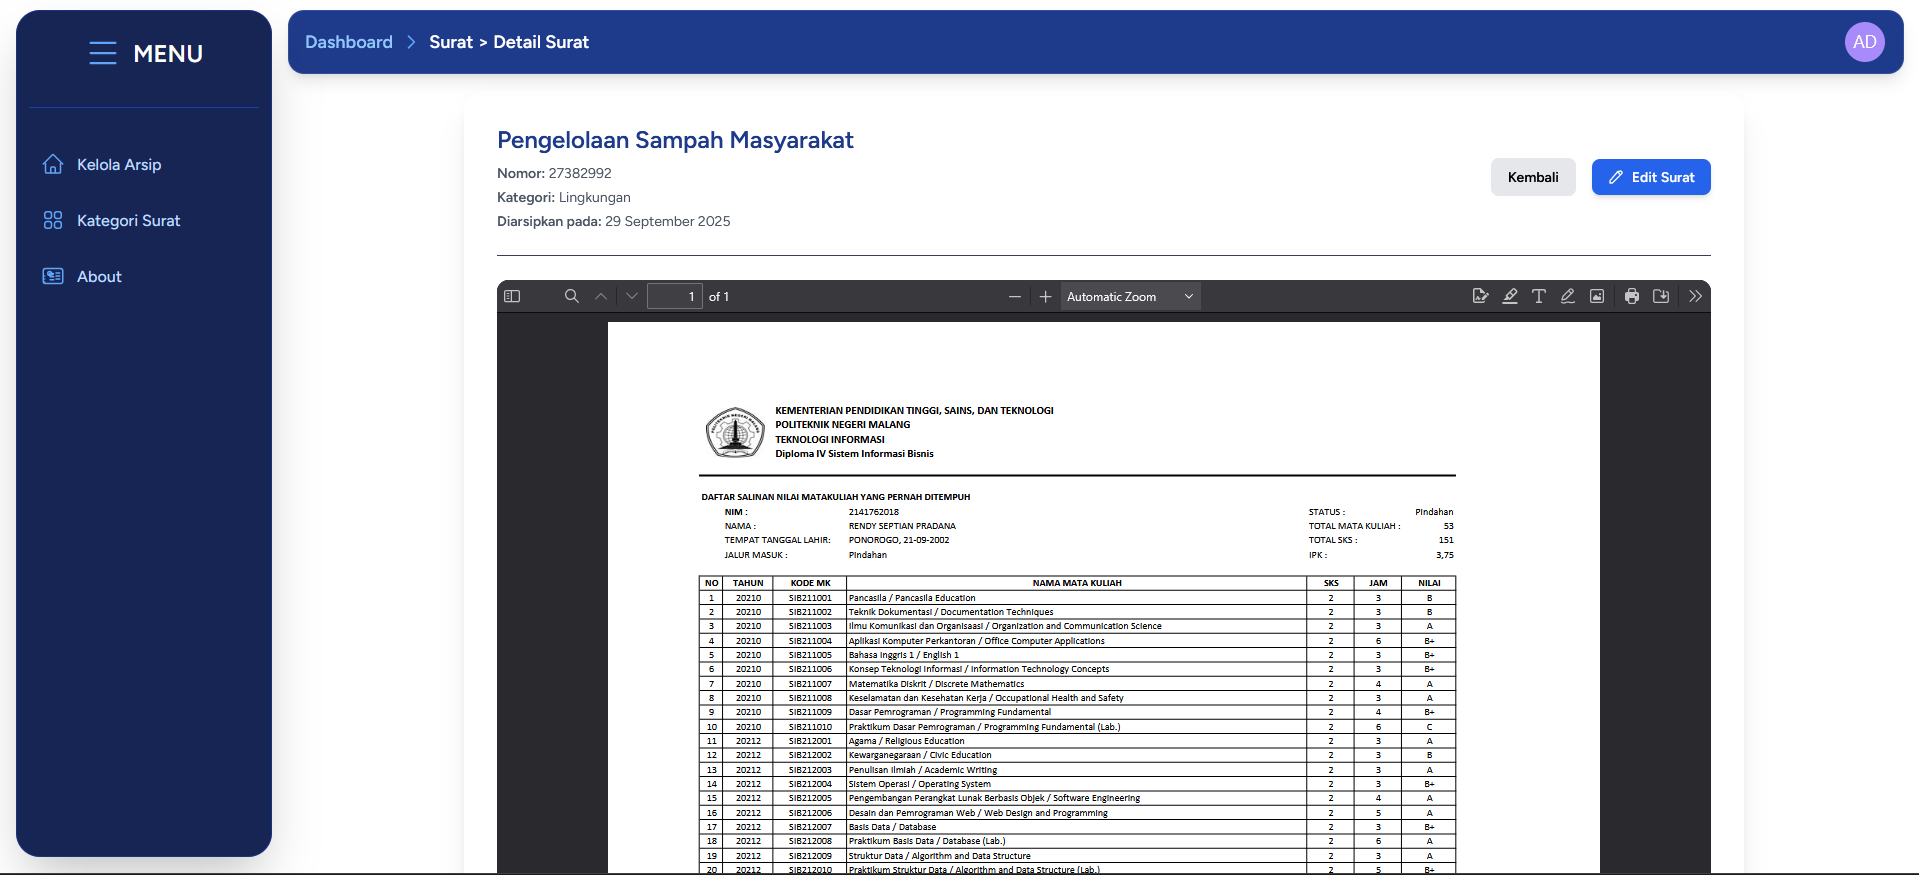 MENU
Kelola Arsip
Kategori Surat
About
Dashboard > Surat > Detail Surat
AD
Pengelolaan Sampah Masyarakat
Nomor: 27382992
Kategori: Lingkungan
Diarsipkan pada: 29 September 2025
Kembali
Edit Surat
1 of 1
Automatic Zoom
KEMENTERIAN PENDIDIKAN TINGGI, SAINS, DAN TEKNOLOGI
POLITEKNIK NEGERI MALANG
TEKNOLOGI INFORMASI
Diploma IV Sistem Informasi Bisnis
DAFTAR SALINAN NILAI MATAKULIAH YANG PERNAH DITEMPUH
NIM : 2141762018 STATUS : Pindahan
NAMA : RENDY SEPTIAN PRADANA TOTAL MATA KULIAH : 53
TEMPAT TANGGAL LAHIR: PONOROGO, 21-09-2002 TOTAL SKS : 151
JALUR MASUK : Pindahan IPK : 3,75
NO TAHUN KODE MK NAMA MATA KULIAH SKS JAM NILAI
1 20210 SIB211001 Pancasila / Pancasila Education 2 3 B
2 20210 SIB211002 Teknik Dokumentasi / Documentation Techniques 2 3 B
3 20210 SIB211003 Ilmu Komunikasi dan Organisaasi / Organization and Communication Science 2 3 A
4 20210 SIB211004 Aplikasi Komputer Perkantoran / Office Computer Applications 2 6 B+
5 20210 SIB211005 Bahasa Inggris 1 / English 1 2 3 B+
6 20210 SIB211006 Konsep Teknologi Informasi / Information Technology Concepts 2 3 B+
7 20210 SIB211007 Matematika Diskrit / Discrete Mathematics 2 4 A
8 20210 SIB211008 Keselamatan dan Kesehatan Kerja / Occupational Health and Safety 2 3 A
9 20210 SIB211009 Dasar Pemrograman / Programming Fundamental 2 4 B+
10 20210 SIB211010 Praktikum Dasar Pemrograman / Programming Fundamental (Lab.) 2 6 C
11 20212 SIB212001 Agama / Religious Education 2 3 A
12 20212 SIB212002 Kewarganegaraan / Civic Education 2 3 B
13 20212 SIB212003 Penulisan Ilmiah / Academic Writing 2 3 A
14 20212 SIB212004 Sistem Operasi / Operating System 2 3 B+
15 20212 SIB212005 Pengembangan Perangkat Lunak Berbasis Objek / Software Engineering 2 4 A
16 20212 SIB212006 Desain dan Pemrograman Web / Web Design and Programming 2 5 A
17 20212 SIB212007 Basis Data / Database 2 3 B+
18 20212 SIB212008 Praktikum Basis Data / Database (Lab.) 2 6 A
19 20212 SIB212009 Struktur Data / Algorithm and Data Structure 2 3 A
20 20212 SIB212010 Praktikum Struktur Data / Algorithm and Data Structure (Lab.) 2 5 B+